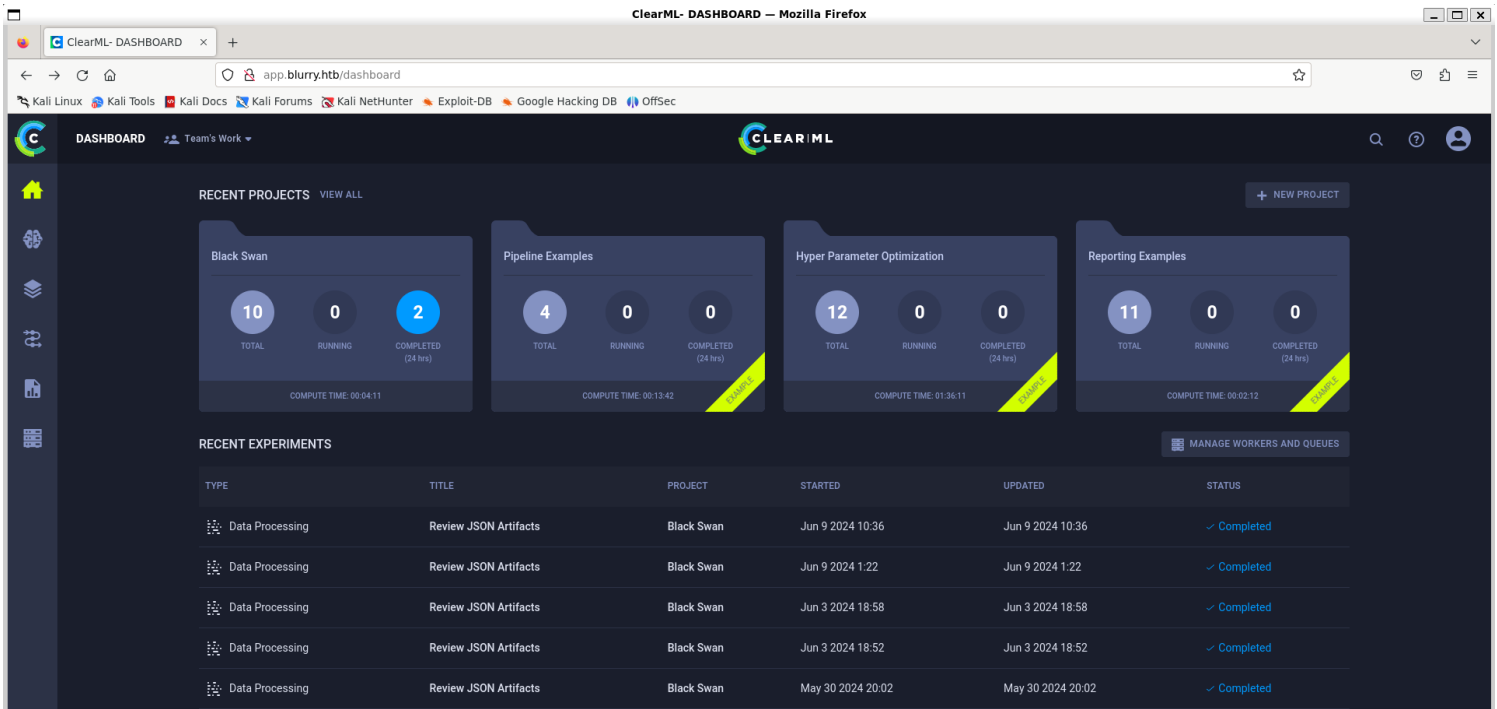 ClearML- DASHBOARD — Mozilla Firefox
ClearML- DASHBOARD
app.blurry.htb/dashboard
Kali Linux Kali Tools Kali Docs Kali Forums Kali NetHunter Exploit-DB Google Hacking DB OffSec
DASHBOARD Team's Work CLEAR ML
RECENT PROJECTS VIEW ALL NEW PROJECT
Black Swan Pipeline Examples Hyper Parameter Optimization Reporting Examples
10 0 2 4 0 0 12 0 0 11 0 0
TOTAL RUNNING COMPLETED TOTAL RUNNING COMPLETED TOTAL RUNNING COMPLETED TOTAL RUNNING COMPLETED
(24 hrs) (24 hrs) (24 hrs) (24 hrs)
EXAMPLE EXAMPLE EXAMPLE
COMPUTE TIME: 00:04:11 COMPUTE TIME: 00:13:42 COMPUTE TIME: 01:36:11 COMPUTE TIME: 00:02:12
RECENT EXPERIMENTS MANAGE WORKERS AND QUEUES
TYPE TITLE PROJECT STARTED UPDATED STATUS
Data Processing Review JSON Artifacts Black Swan Jun 9 2024 10:36 Jun 9 2024 10:36 Completed
Data Processing Review JSON Artifacts Black Swan Jun 9 2024 1:22 Jun 9 2024 1:22 Completed
Data Processing Review JSON Artifacts Black Swan Jun 3 2024 18:58 Jun 3 2024 18:58 Completed
Data Processing Review JSON Artifacts Black Swan Jun 3 2024 18:52 Jun 3 2024 18:52 Completed
Data Processing Review JSON Artifacts Black Swan May 30 2024 20:02 May 30 2024 20:02 Completed